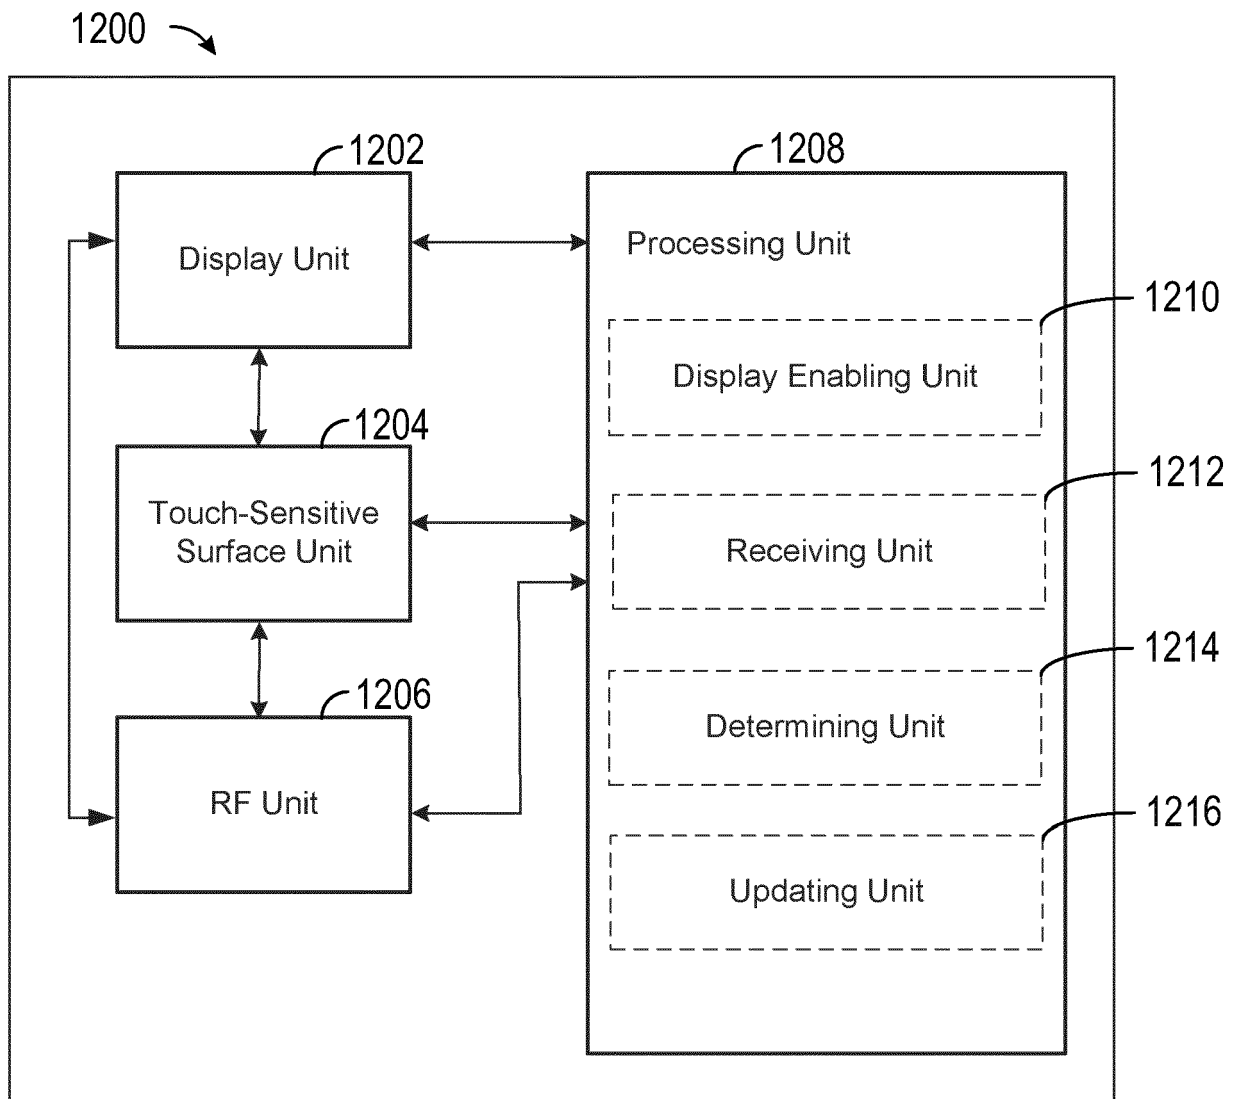 1200
1202
Display Unit
1204
Touch-Sensitive
Surface Unit
1206
RF Unit
1208
Processing Unit
1210
Display Enabling Unit
1212
Receiving Unit
1214
Determining Unit
1216
Updating Unit